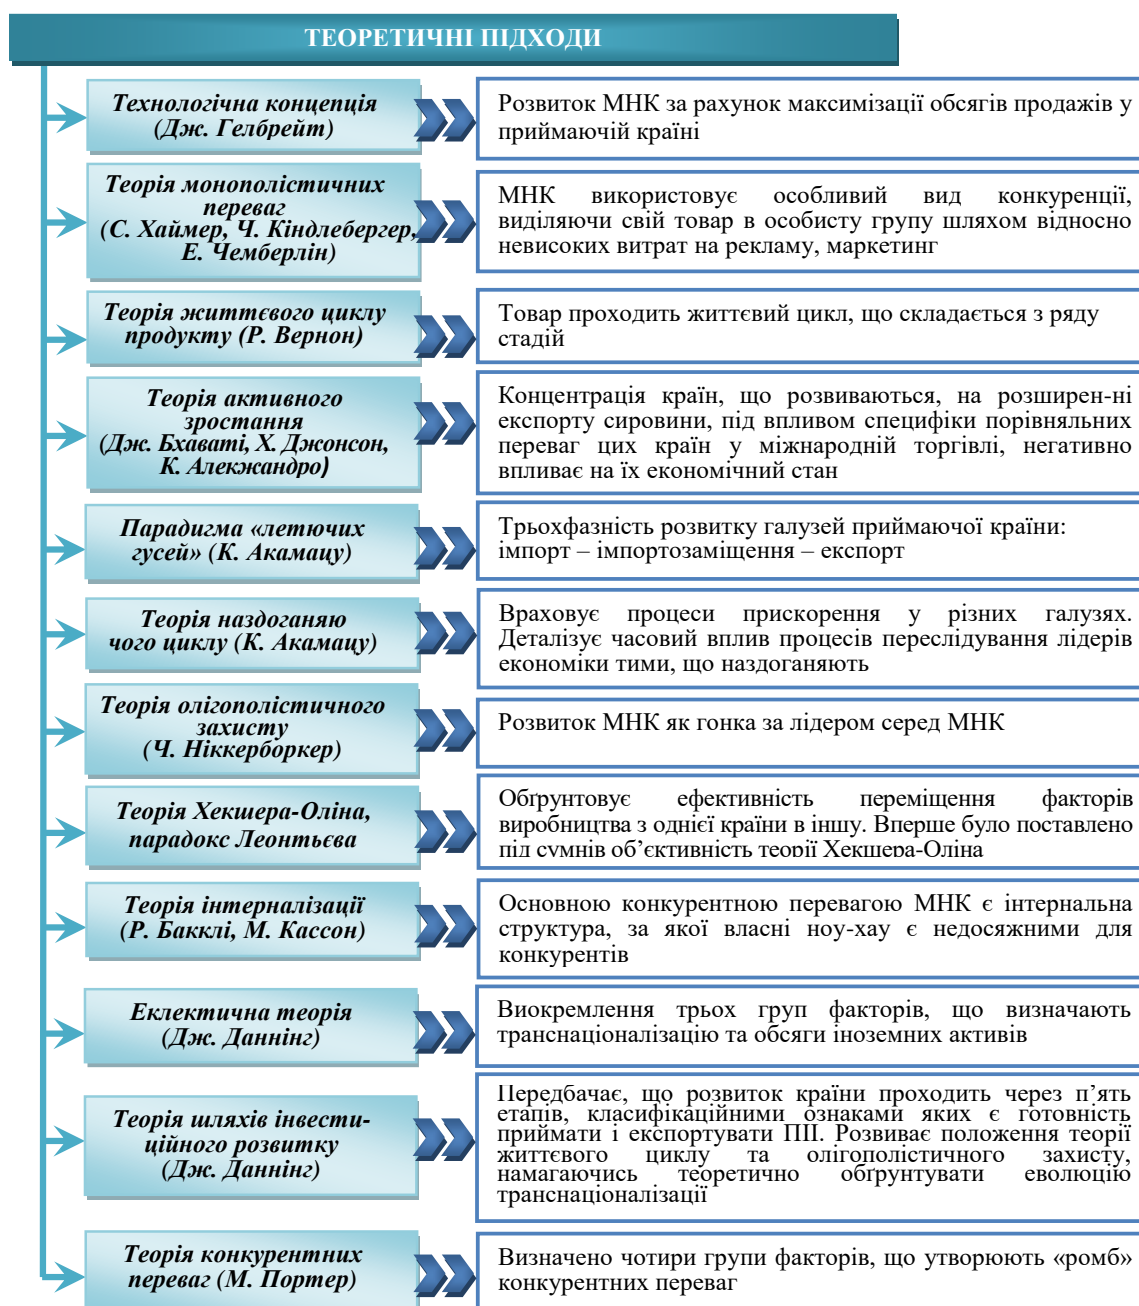 ТЕОРЕТИЧНІ ПІДХОДИ
Технологічна концепція
(Дж. Гелбрейт)
Розвиток МНК за рахунок максимізації обсягів продажів у
приймаючій країні
Теорія монополістичних
переваг
(С. Хаймер, Ч. Кіндлебергер,
Е. Чемберлін)
МНК використовує особливий вид конкуренції,
виділяючи свій товар в особисту групу шляхом відносно
невисоких витрат на рекламу, маркетинг
Теорія життєвого циклу
продукту (Р. Вернон)
Товар проходить життєвий цикл, що складається з ряду
стадій
Теорія активного
зростання
(Дж. Бхаваті, Х. Джонсон,
К. Алекжандро)
Концентрація країн, що розвиваються, на розширен-ні
експорту сировини, під впливом специфіки порівняльних
переваг цих країн у міжнародній торгівлі, негативно
впливає на їх економічний стан
Парадигма «летючих
гусей» (К. Акамацу)
Трьохфазність розвитку галузей приймаючої країни:
імпорт – імпортозаміщення – експорт
Теорія наздоганяю
чого циклу (К. Акамацу)
Враховує процеси прискорення у різних галузях.
Деталізує часовий вплив процесів переслідування лідерів
економіки тими, що наздоганяють
Теорія олігополістичного
захисту
(Ч. Ніккерборкер)
Розвиток МНК як гонка за лідером серед МНК
Теорія Хекшера-Оліна,
парадокс Леонтьєва
Обґрунтовує ефективність переміщення факторів
виробництва з однієї країни в іншу. Вперше було поставлено
під сумнів об’єктивність теорії Хекшера-Оліна
Теорія інтерналізації
(Р. Бакклі, М. Кассон)
Основною конкурентною перевагою МНК є інтернальна
структура, за якої власні ноу-хау є недосяжними для
конкурентів
Еклектична теорія
(Дж. Даннінг)
Виокремлення трьох груп факторів, що визначають
транснаціоналізацію та обсяги іноземних активів
Теорія шляхів інвести-
ційного розвитку
(Дж. Даннінг)
Передбачає, що розвиток країни проходить через п’ять
етапів, класифікаційними ознаками яких є готовність
приймати і експортувати ПІІ. Розвиває положення теорії
життєвого циклу та олігополістичного захисту,
намагаючись теоретично обґрунтувати еволюцію
транснаціоналізації
Теорія конкурентних
переваг (М. Портер)
Визначено чотири групи факторів, що утворюють «ромб»
конкурентних переваг